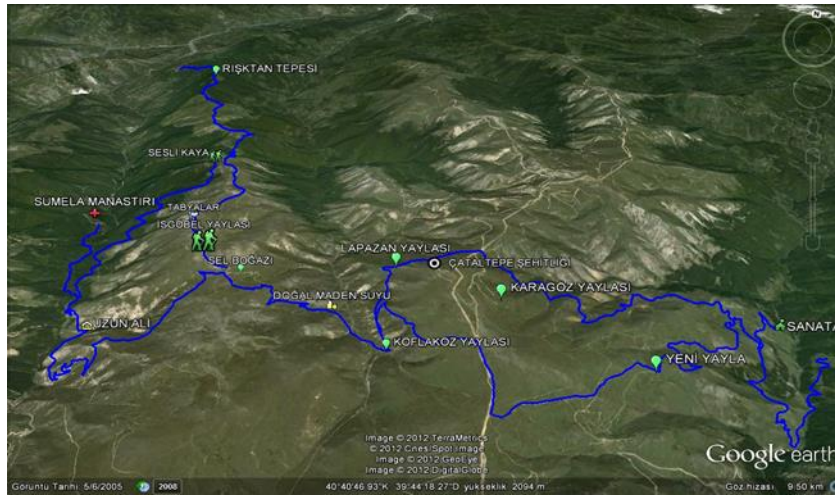 N
RIŞKTAN TEPESİ
SESLİ KAYA
SUMELA MANASTIRI
TABYALAR
İSGOBEL YAYLASI
LAPAZAN YAYLASI
SEL BOĞAZI
ÇATALTEPE ŞEHİTLİĞİ
DOĞAL MADEN SUYU
KARAGÖZ YAYLASI
UZUN ALİ
SANATA
KOFLAKÖZ YAYLASI
YENİ YAYLA
Image © 2012 TerraMetrics
© 2012 Cnes/Spot Image
Image © 2012 GeoEye
Image © 2012 DigitalGlobe
Google earth
Görüntü Tarihi: 5/6/2005 2008 40°40'46.93"K 39°44'18.27"D yükseklik 2094 m Göz hizası 9.50 km